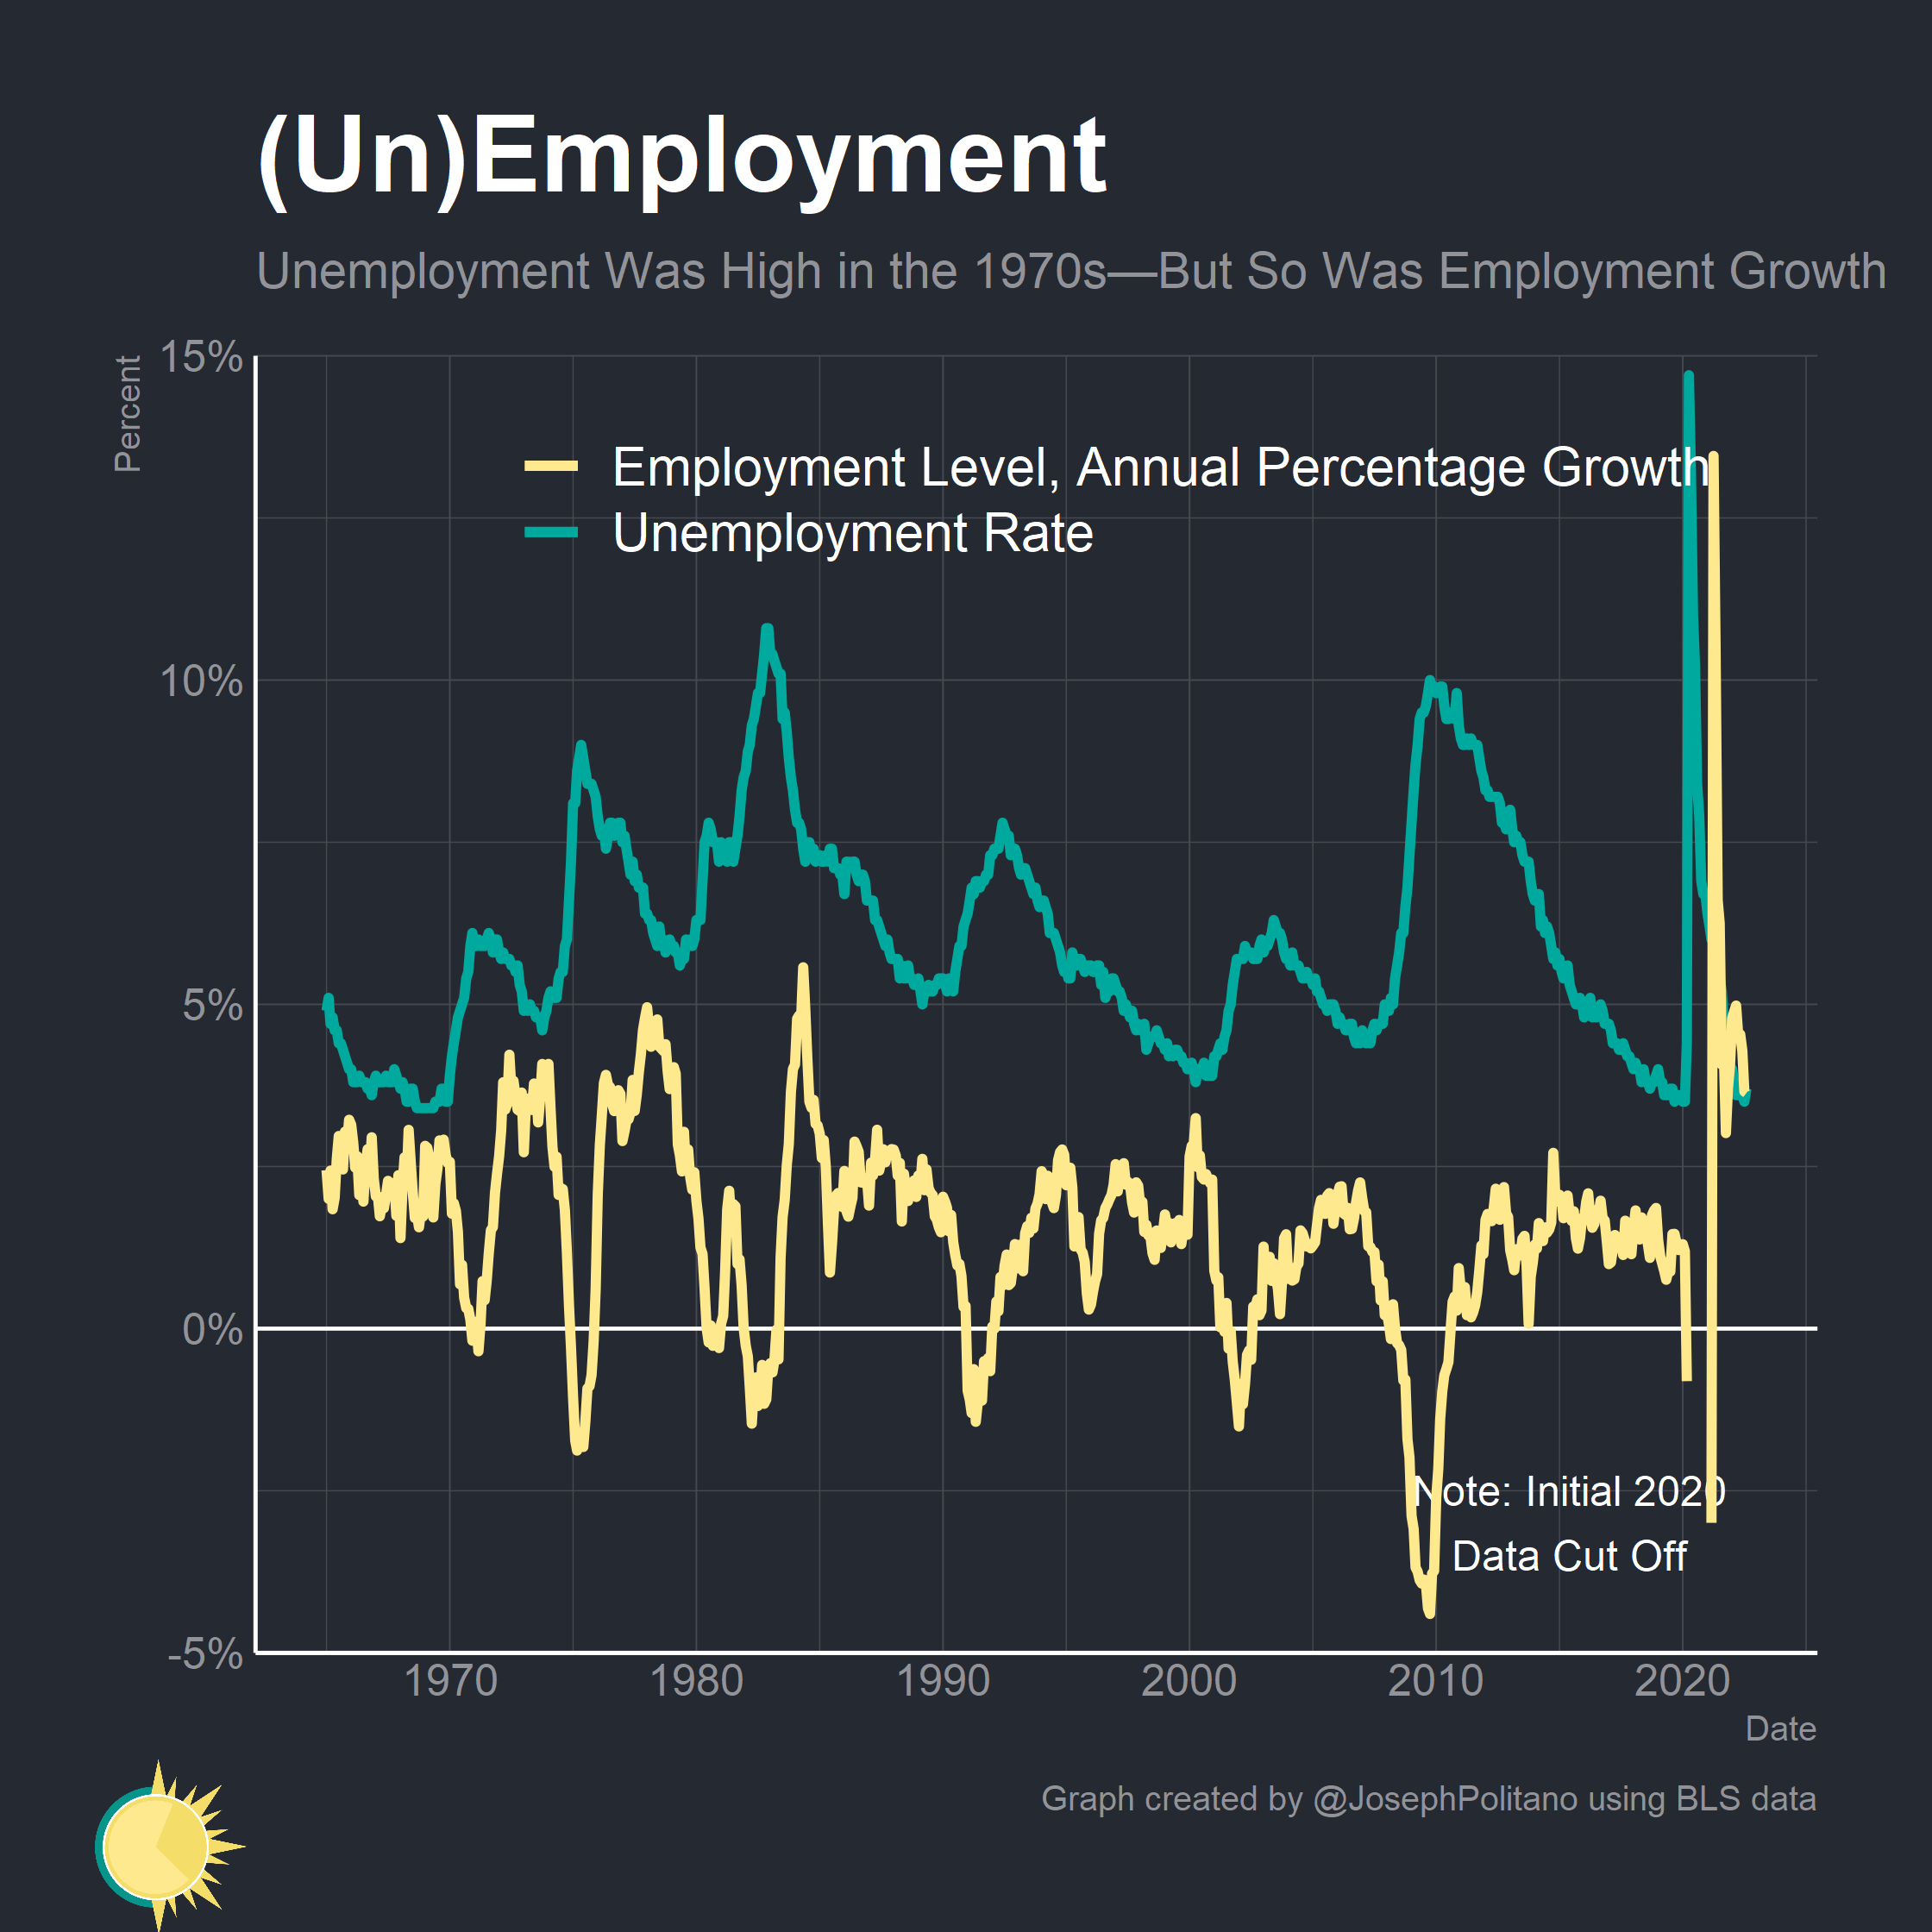 (Un)Employment
Unemployment Was High in the 1970s—But So Was Employment Growth
Percent
15%
10%
5%
0%
-5%
Employment Level, Annual Percentage Growth
Unemployment Rate
Note: Initial 2020
Data Cut Off
1970 1980 1990 2000 2010 2020
Date
Graph created by @JosephPolitano using BLS data